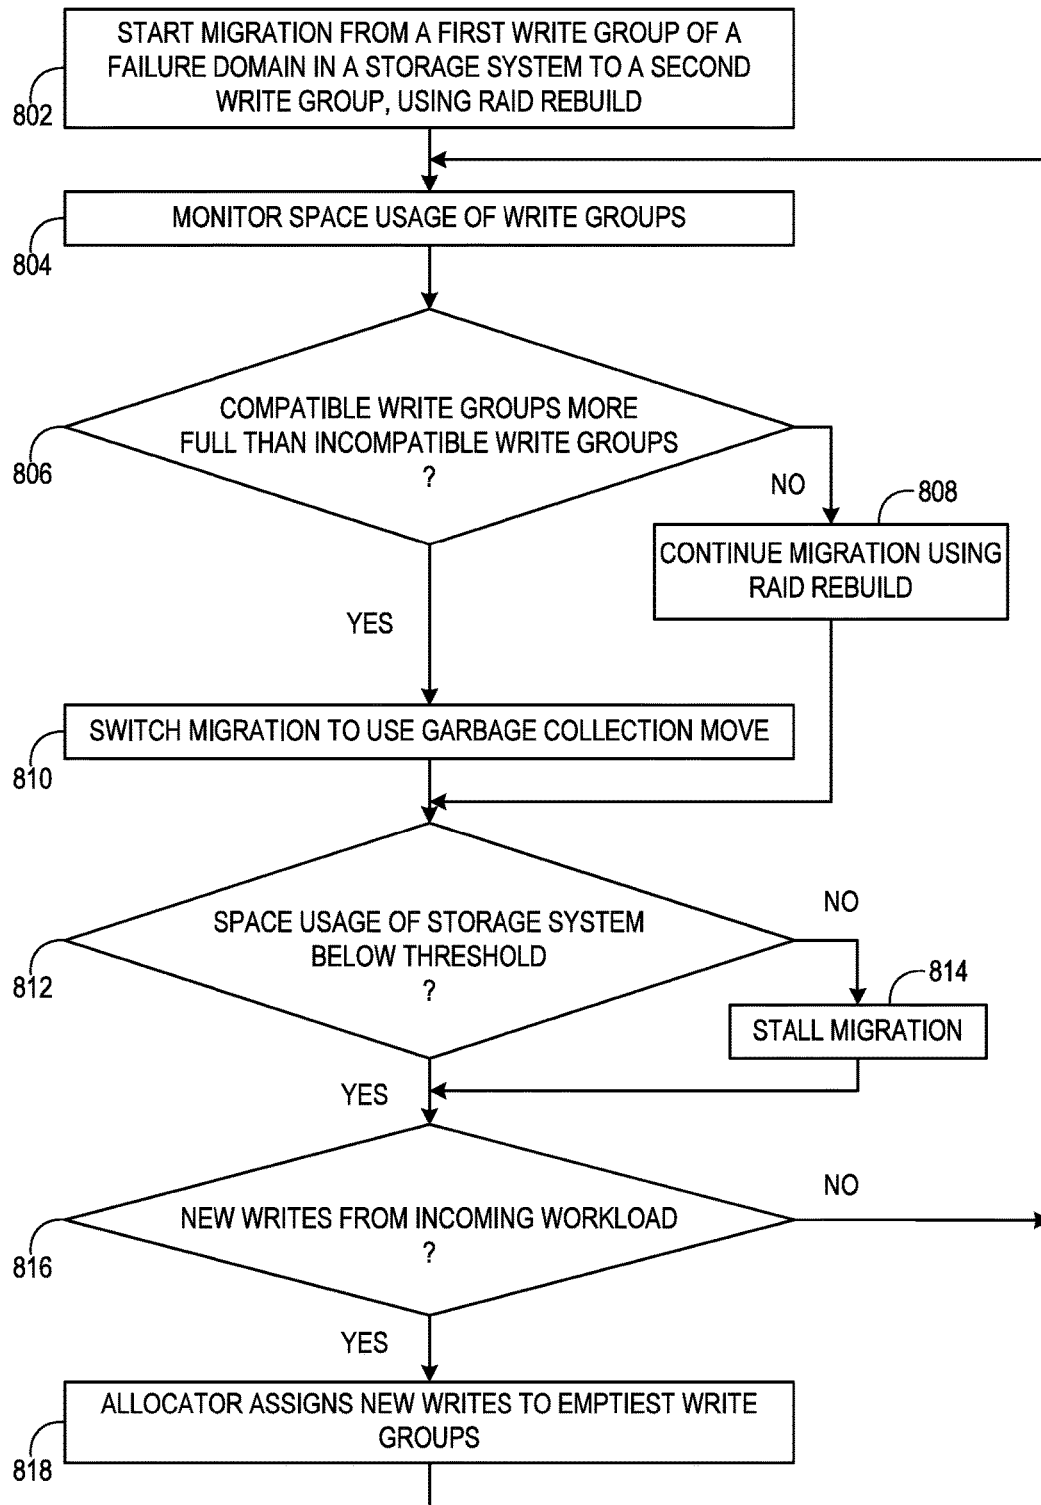 START MIGRATION FROM A FIRST WRITE GROUP OF A
FAILURE DOMAIN IN A STORAGE SYSTEM TO A SECOND
WRITE GROUP, USING RAID REBUILD
802
MONITOR SPACE USAGE OF WRITE GROUPS
804
COMPATIBLE WRITE GROUPS MORE
FULL THAN INCOMPATIBLE WRITE GROUPS
?
806
NO
808
CONTINUE MIGRATION USING
RAID REBUILD
YES
SWITCH MIGRATION TO USE GARBAGE COLLECTION MOVE
810
SPACE USAGE OF STORAGE SYSTEM
BELOW THRESHOLD
?
812
NO
814
STALL MIGRATION
YES
NEW WRITES FROM INCOMING WORKLOAD
?
816
NO
YES
ALLOCATOR ASSIGNS NEW WRITES TO EMPTIEST WRITE
GROUPS
818